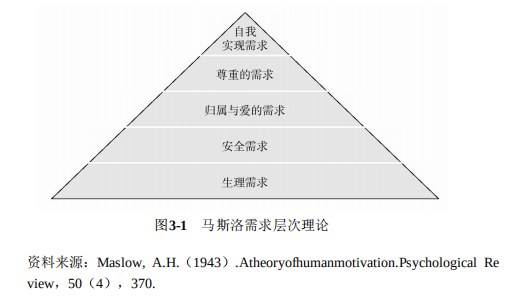 自我
实现需求
尊重的需求
归属与爱的需求
安全需求
生理需求
图3-1 马斯洛需求层次理论
资料来源：Maslow, A.H.（1943）.Atheoryofhumanmotivation.Psychological Re
view，50（4）, 370.